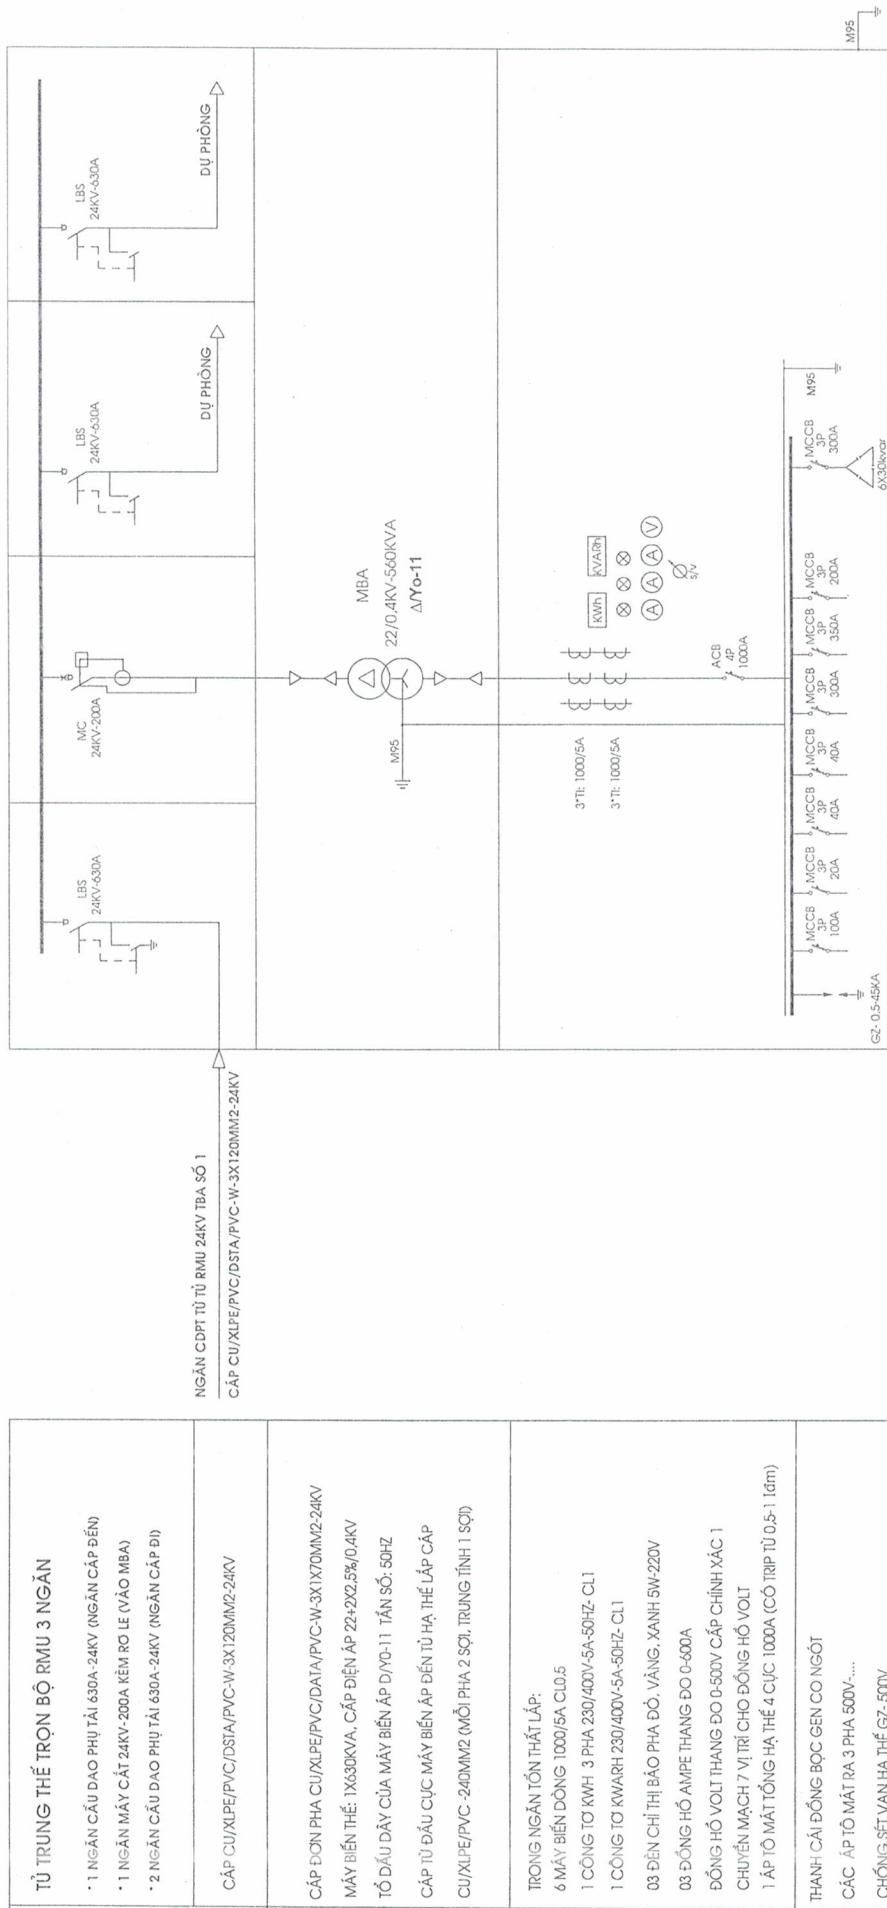 TỦ TRUNG THẾ TRỌN BỘ RMU 3 NGĂN
* 1 NGĂN CẦU DAO PHỤ TẢI 630A-24KV (NGĂN CÁP ĐẾN)
* 1 NGĂN MÁY CẮT 24KV-200A KÈM RƠ LE (VÀO MBA)
* 2 NGĂN CẦU DAO PHỤ TẢI 630A-24KV (NGĂN CÁP ĐI)
CÁP CU/XLPE/PVC/DSTA/PVC-W-3X120MM2-24KV
CÁP ĐƠN PHA CU/XLPE/PVC/DATA/PVC-W-3X1X70MM2-24KV
MÁY BIẾN THẾ: 1X630KVA, CẤP ĐIỆN ÁP 22+2X2,5%/0,4KV
TỔ DẤU DÂY CỦA MÁY BIẾN ÁP D/Y0-11 TẦN SỐ: 50HZ
CÁP TỪ ĐẦU CỰC MÁY BIẾN ÁP ĐẾN TỦ HẠ THẾ LẮP CÁP
CU/XLPE/PVC -240MM2 (MỖI PHA 2 SỢI, TRUNG TÍNH 1 SỢI)
TRONG NGĂN TỔN THẤT LẮP:
6 MÁY BIẾN DÒNG 1000/5A CL0,5
1 CÔNG TƠ KWH 3 PHA 230/400V-5A-50HZ- CL1
1 CÔNG TƠ KWARH 230/400V-5A-50HZ- CL1
03 ĐÈN CHỈ THỊ BÁO PHA ĐỎ, VÀNG, XANH 5W-220V
03 ĐỒNG HỒ AMPE THANG ĐO 0-600A
ĐỒNG HỒ VOLT THANG ĐO 0-500V CẤP CHÍNH XÁC 1
CHUYỂN MẠCH 7 VỊ TRÍ CHO ĐỒNG HỒ VOLT
1 ÁP TÔ MÁT TỔNG HẠ THẾ 4 CỰC 1000A (CÓ TRIP TỪ 0,5-1 Iđm)
THANH CÁI ĐỒNG BỌC GEN CO NGÓT
CÁC ÁP TÔ MÁT RA 3 PHA 500V-....
CHỐNG SÉT VAN HẠ THẾ GZ- 500V
NGĂN CDPT TỪ TỦ RMU 24KV TBA SỐ 1
CÁP CU/XLPE/PVC/DSTA/PVC-W-3X120MM2-24KV
LBS
24KV-630A
MC
24KV-200A
LBS
24KV-630A
DỰ PHÒNG
LBS
24KV-630A
DỰ PHÒNG
M95
MBA
22/0,4KV-560KVA
Δ/Yo-11
3*TI: 1000/5A
3*TI: 1000/5A
KWh
KVARh
A
A
A
V
S/V
ACB
4P
1000A
GZ- 0,5-45KA
MCCB
3P
100A
MCCB
3P
20A
MCCB
3P
40A
MCCB
3P
40A
MCCB
3P
300A
MCCB
3P
350A
MCCB
3P
200A
MCCB
3P
300A
6X30kvar
M95
M95